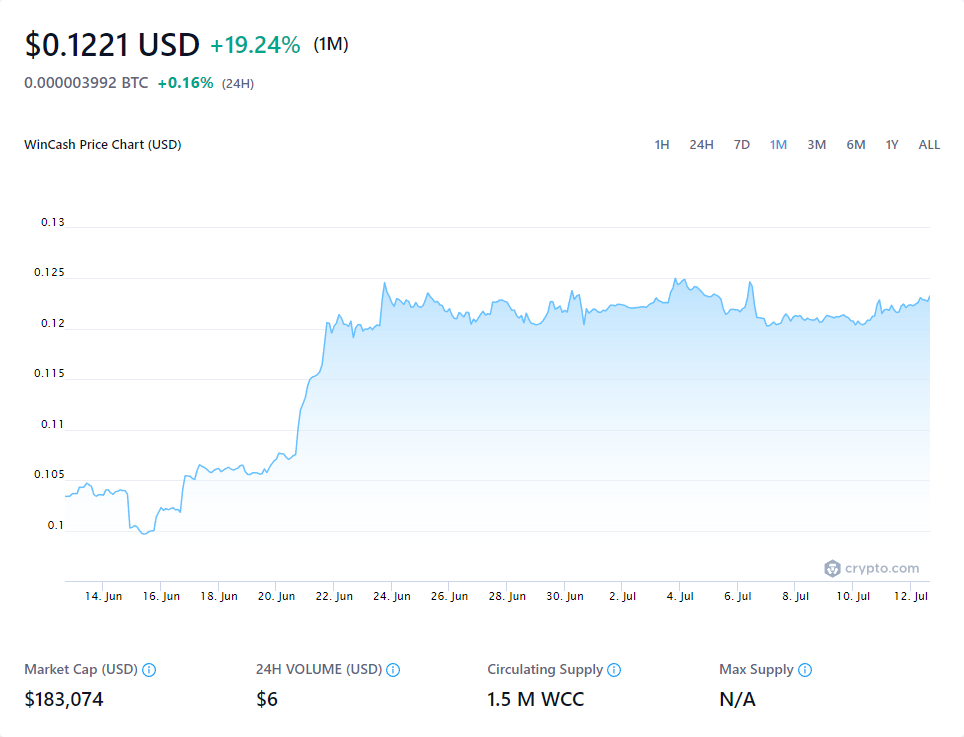 $0.1221 USD +19.24% (1M)
0.000003992 BTC +0.16% (24H)
WinCash Price Chart (USD) 1H 24H 7D 1M 3M 6M 1Y ALL
0.13
0.125
0.12
0.115
0.11
0.105
0.1
crypto.com
14. Jun 16. Jun 18. Jun 20. Jun 22. Jun 24. Jun 26. Jun 28. Jun 30. Jun 2. Jul 4. Jul 6. Jul 8. Jul 10. Jul 12. Jul
Market Cap (USD) 24H VOLUME (USD) Circulating Supply Max Supply
$183,074 $6 1.5 M WCC N/A